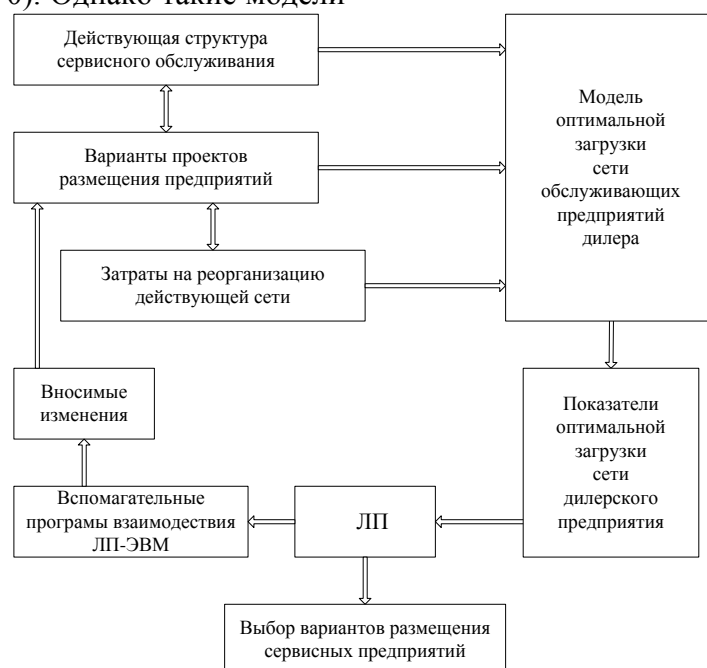 0). Однако такие модели
Действующая структура
сервисного обслуживания
Модель
оптимальной
загрузки
сети
обслуживающих
предприятий
дилера
Варианты проектов
размещения предприятий
Затраты на реорганизацию
действующей сети
Вносимые
изменения
Показатели
оптимальной
загрузки
сети
дилерского
предприятия
Вспомагательные
програмы взаимодествия
ЛП-ЭВМ
ЛП
Выбор вариантов размещения
сервисных предприятий